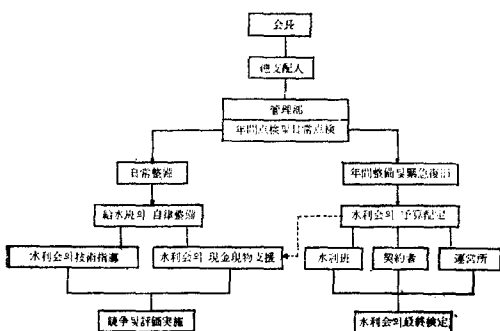 会長
総支配人
管理部
年間点検및日常点検
日常整備
年間整備및緊急復旧
給水班의 自律整備
水利会의 予算配定
水利会의技術指導
水利会의 現金現物支援
水利班
契約者
運営所
競争및評価実施
水利会의最終検定